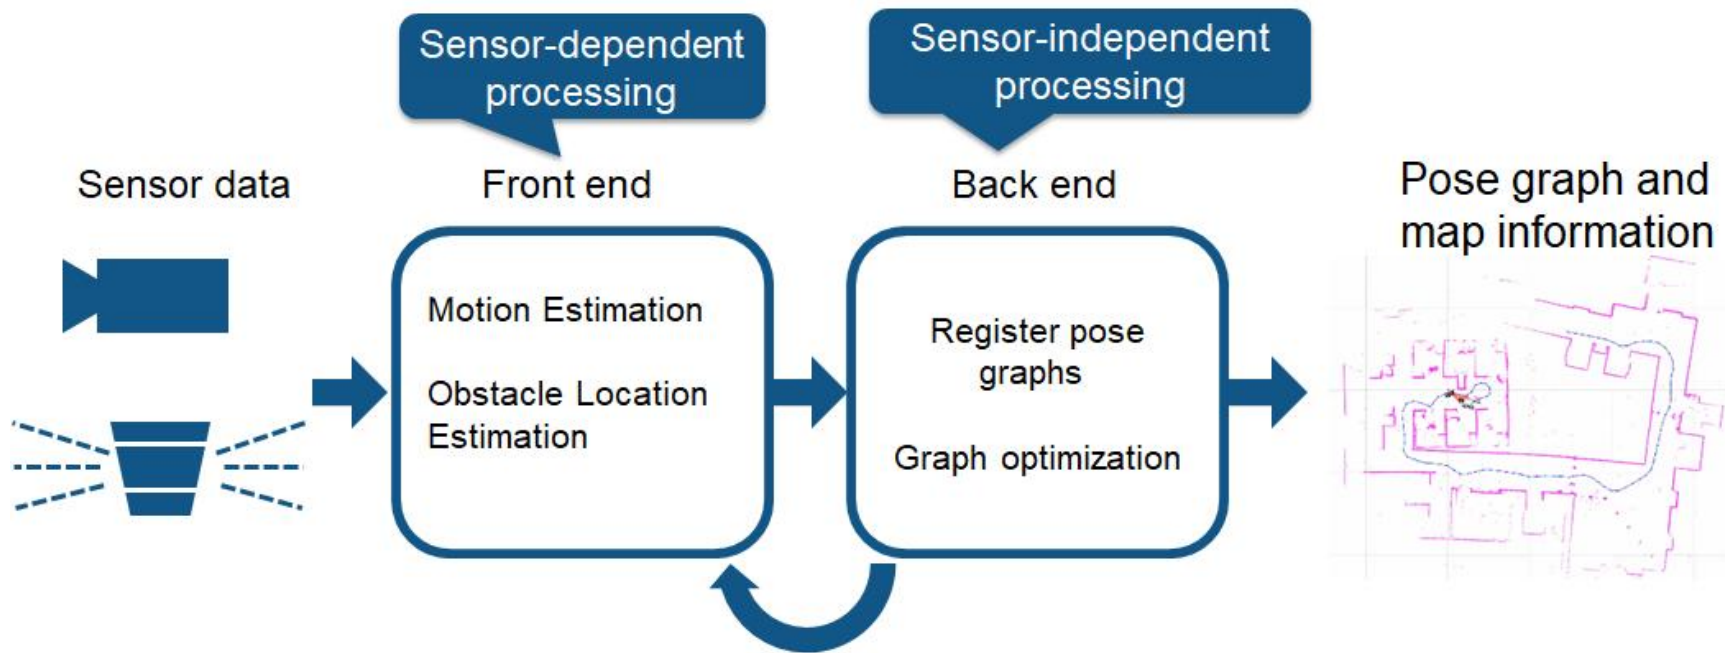 Sensor-dependent
processing
Sensor-independent
processing
Sensor data
Front end
Back end
Pose graph and
map information
Motion Estimation
Obstacle Location
Estimation
Register pose
graphs
Graph optimization